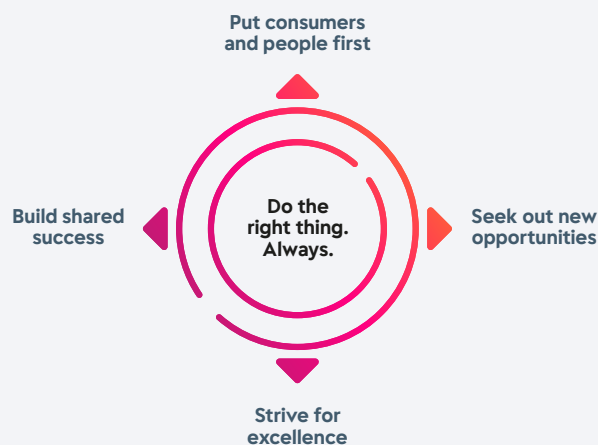 Put consumers
and people first
Build shared
success
Do the
right thing.
Always.
Seek out new
opportunities
Strive for
excellence